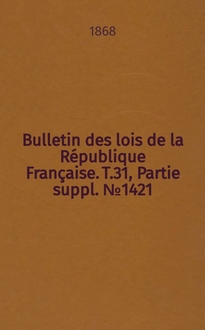 1868
Bulletin des lois de la
République
Française. T.31, Partie
suppl. №1421